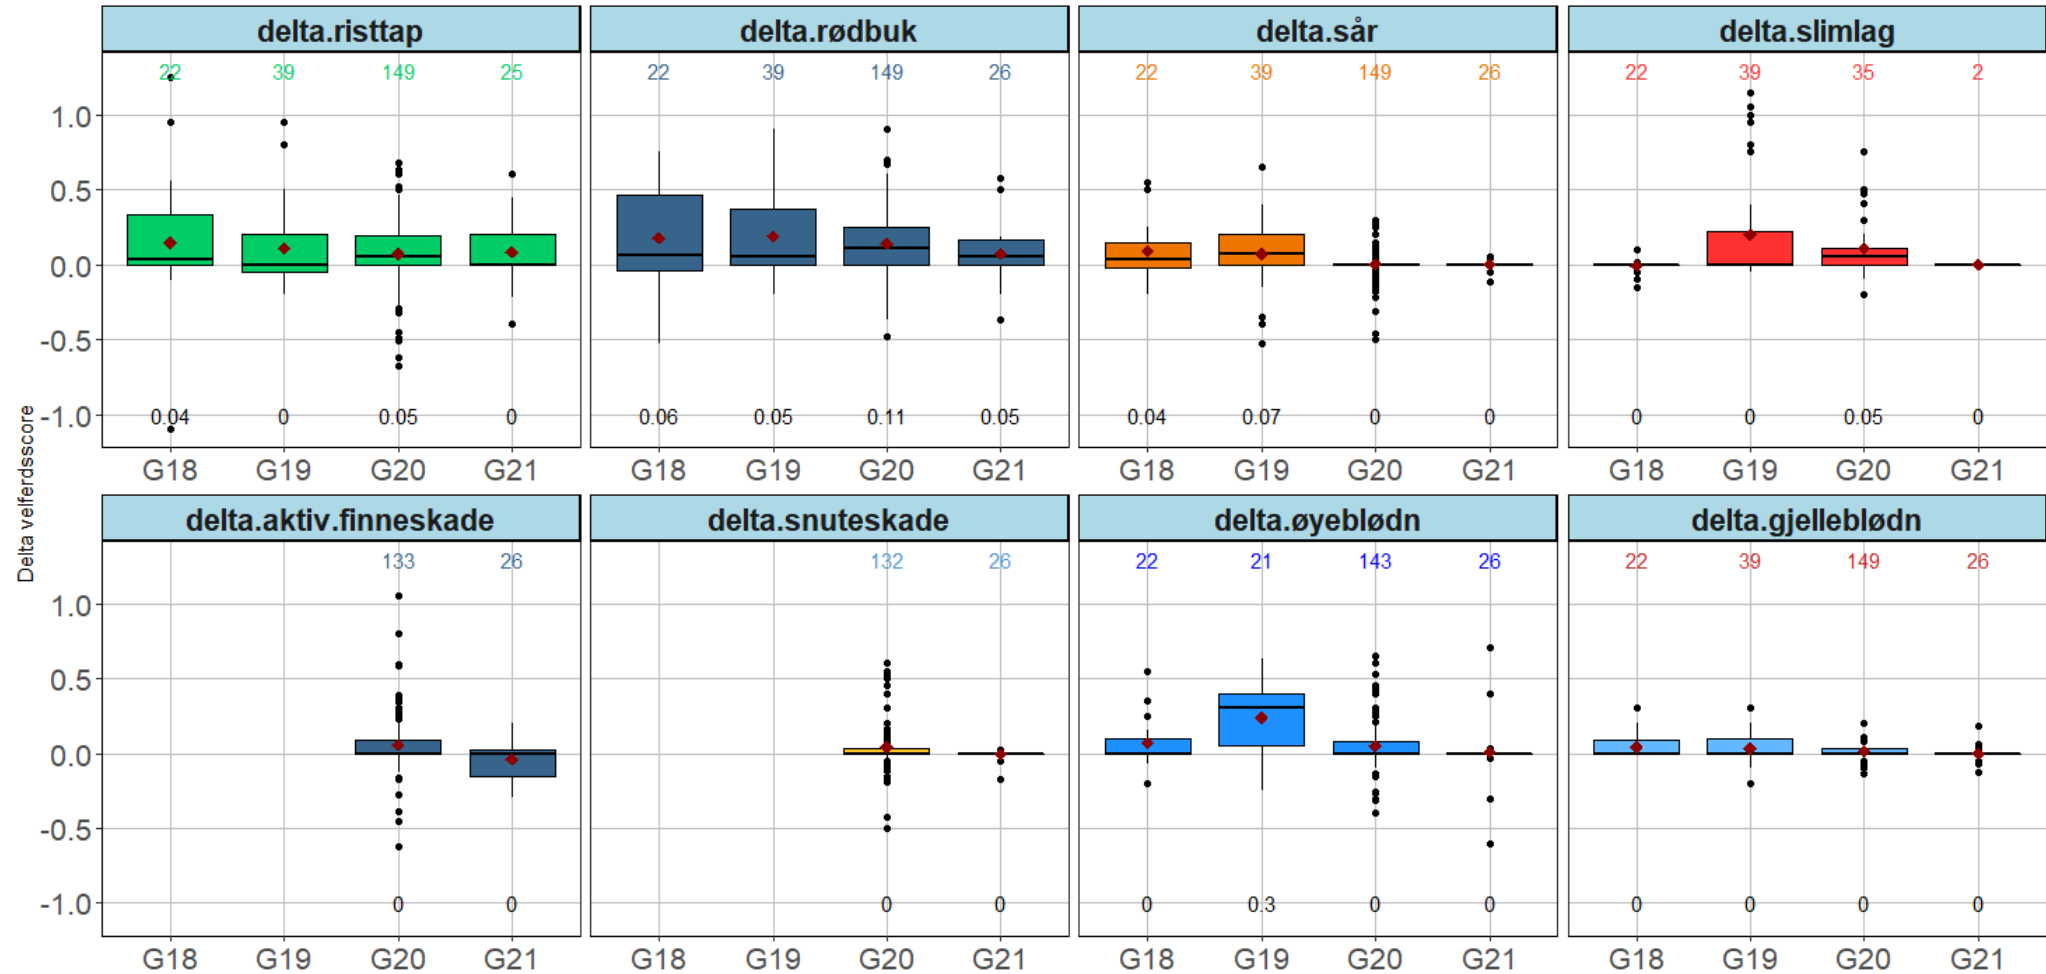 delta.risttap delta.rødbuk delta.sår delta.slimlag
22 39 149 25 22 39 149 26 22 39 149 26 22 39 35 2
1.0
0.5
0.0
-0.5
-1.0
0.04 0 0.05 0 0.06 0.05 0.11 0.05 0.04 0.07 0 0 0 0 0.05 0
G18 G19 G20 G21 G18 G19 G20 G21 G18 G19 G20 G21 G18 G19 G20 G21
Delta velferdsscore
delta.aktiv.finneskade delta.snuteskade delta.øyeblødn delta.gjelleblødn
133 26 132 26 22 21 143 26 22 39 149 26
1.0
0.5
0.0
-0.5
-1.0
0 0 0 0 0 0.3 0 0 0 0 0 0
G18 G19 G20 G21 G18 G19 G20 G21 G18 G19 G20 G21 G18 G19 G20 G21